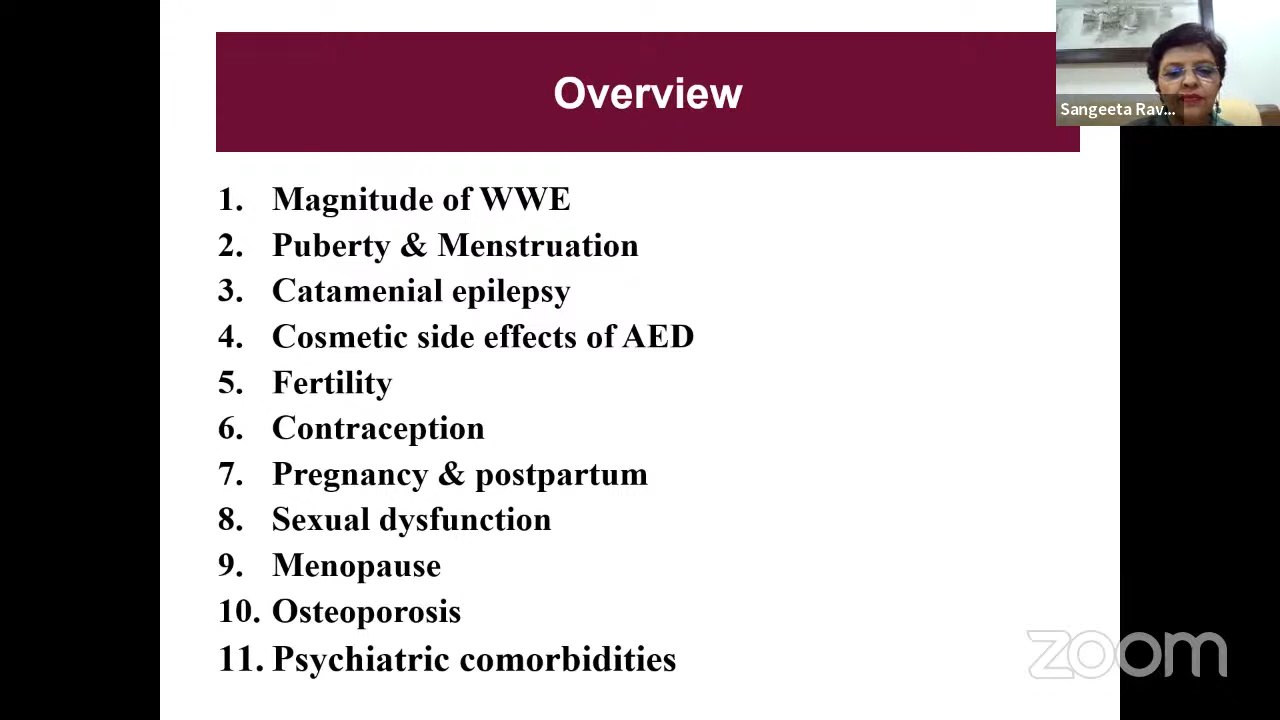 Overview
Sangeeta Rav...
1. Magnitude of WWE
2. Puberty & Menstruation
3. Catamenial epilepsy
4. Cosmetic side effects of AED
5. Fertility
6. Contraception
7. Pregnancy & postpartum
8. Sexual dysfunction
9. Menopause
10. Osteoporosis
11. Psychiatric comorbidities
zoom